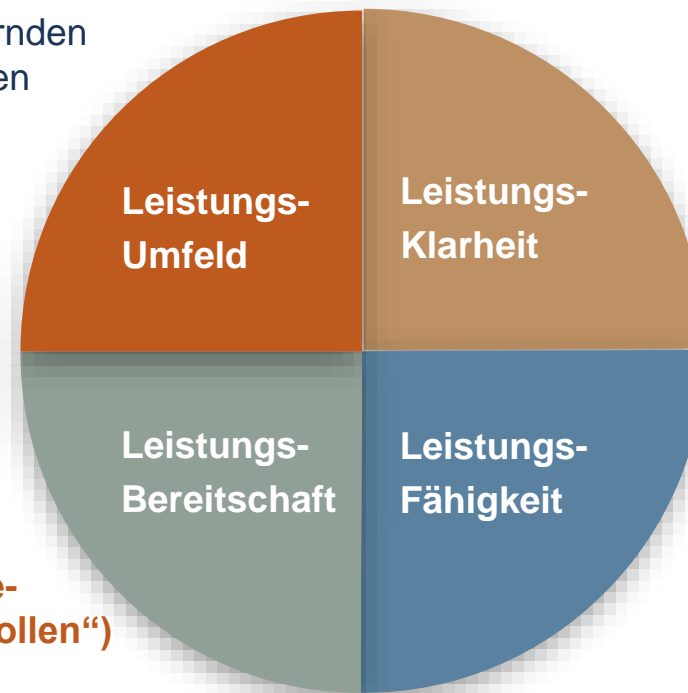 rnden
en
Leistungs-
Umfeld
Leistungs-
Klarheit
Leistungs-
Bereitschaft
Leistungs-
Fähigkeit
e-
ollen“)